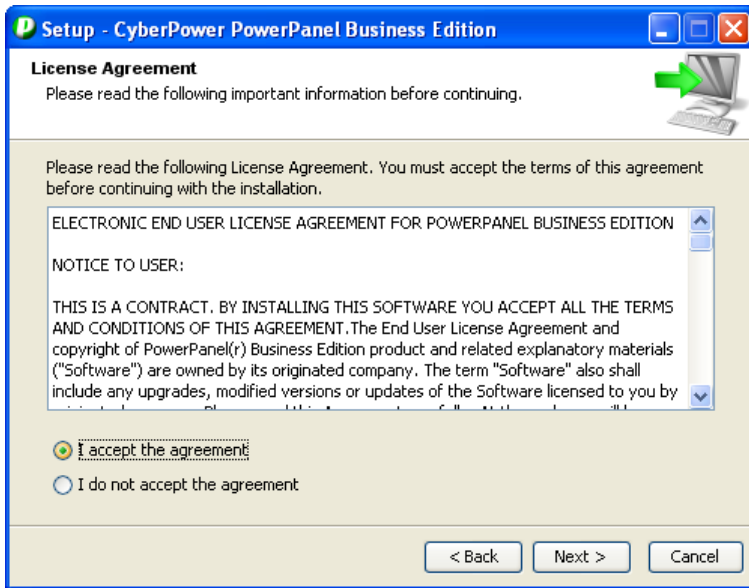 Setup - CyberPower PowerPanel Business Edition
License Agreement
Please read the following important information before continuing.
Please read the following License Agreement. You must accept the terms of this agreement
before continuing with the installation.
ELECTRONIC END USER LICENSE AGREEMENT FOR POWERPANEL BUSINESS EDITION
NOTICE TO USER:
THIS IS A CONTRACT. BY INSTALLING THIS SOFTWARE YOU ACCEPT ALL THE TERMS
AND CONDITIONS OF THIS AGREEMENT.The End User License Agreement and
copyright of PowerPanel(r) Business Edition product and related explanatory materials
("Software") are owned by its originated company. The term "Software" also shall
include any upgrades, modified versions or updates of the Software licensed to you by
I accept the agreement
I do not accept the agreement
< Back Next > Cancel